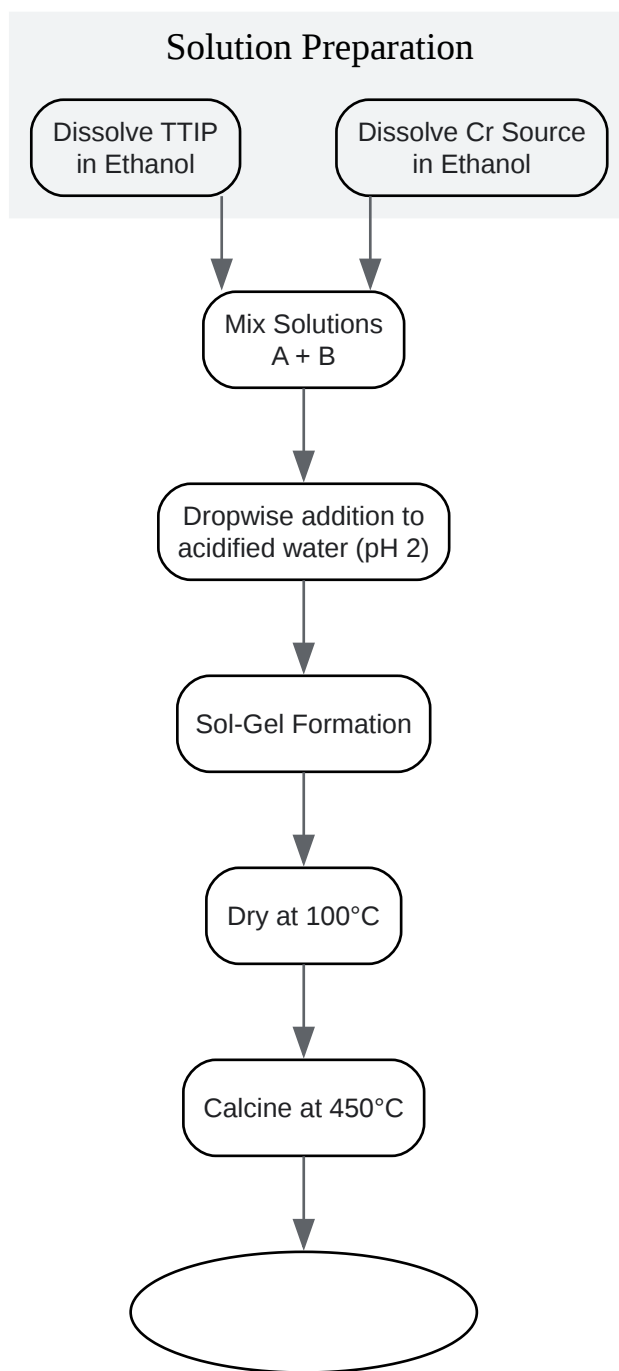 Solution Preparation
Dissolve TTIP
in Ethanol
Dissolve Cr Source
in Ethanol
Mix Solutions
A + B
Dropwise addition to
acidified water (pH 2)
Sol-Gel Formation
Dry at 100°C
Calcine at 450°C